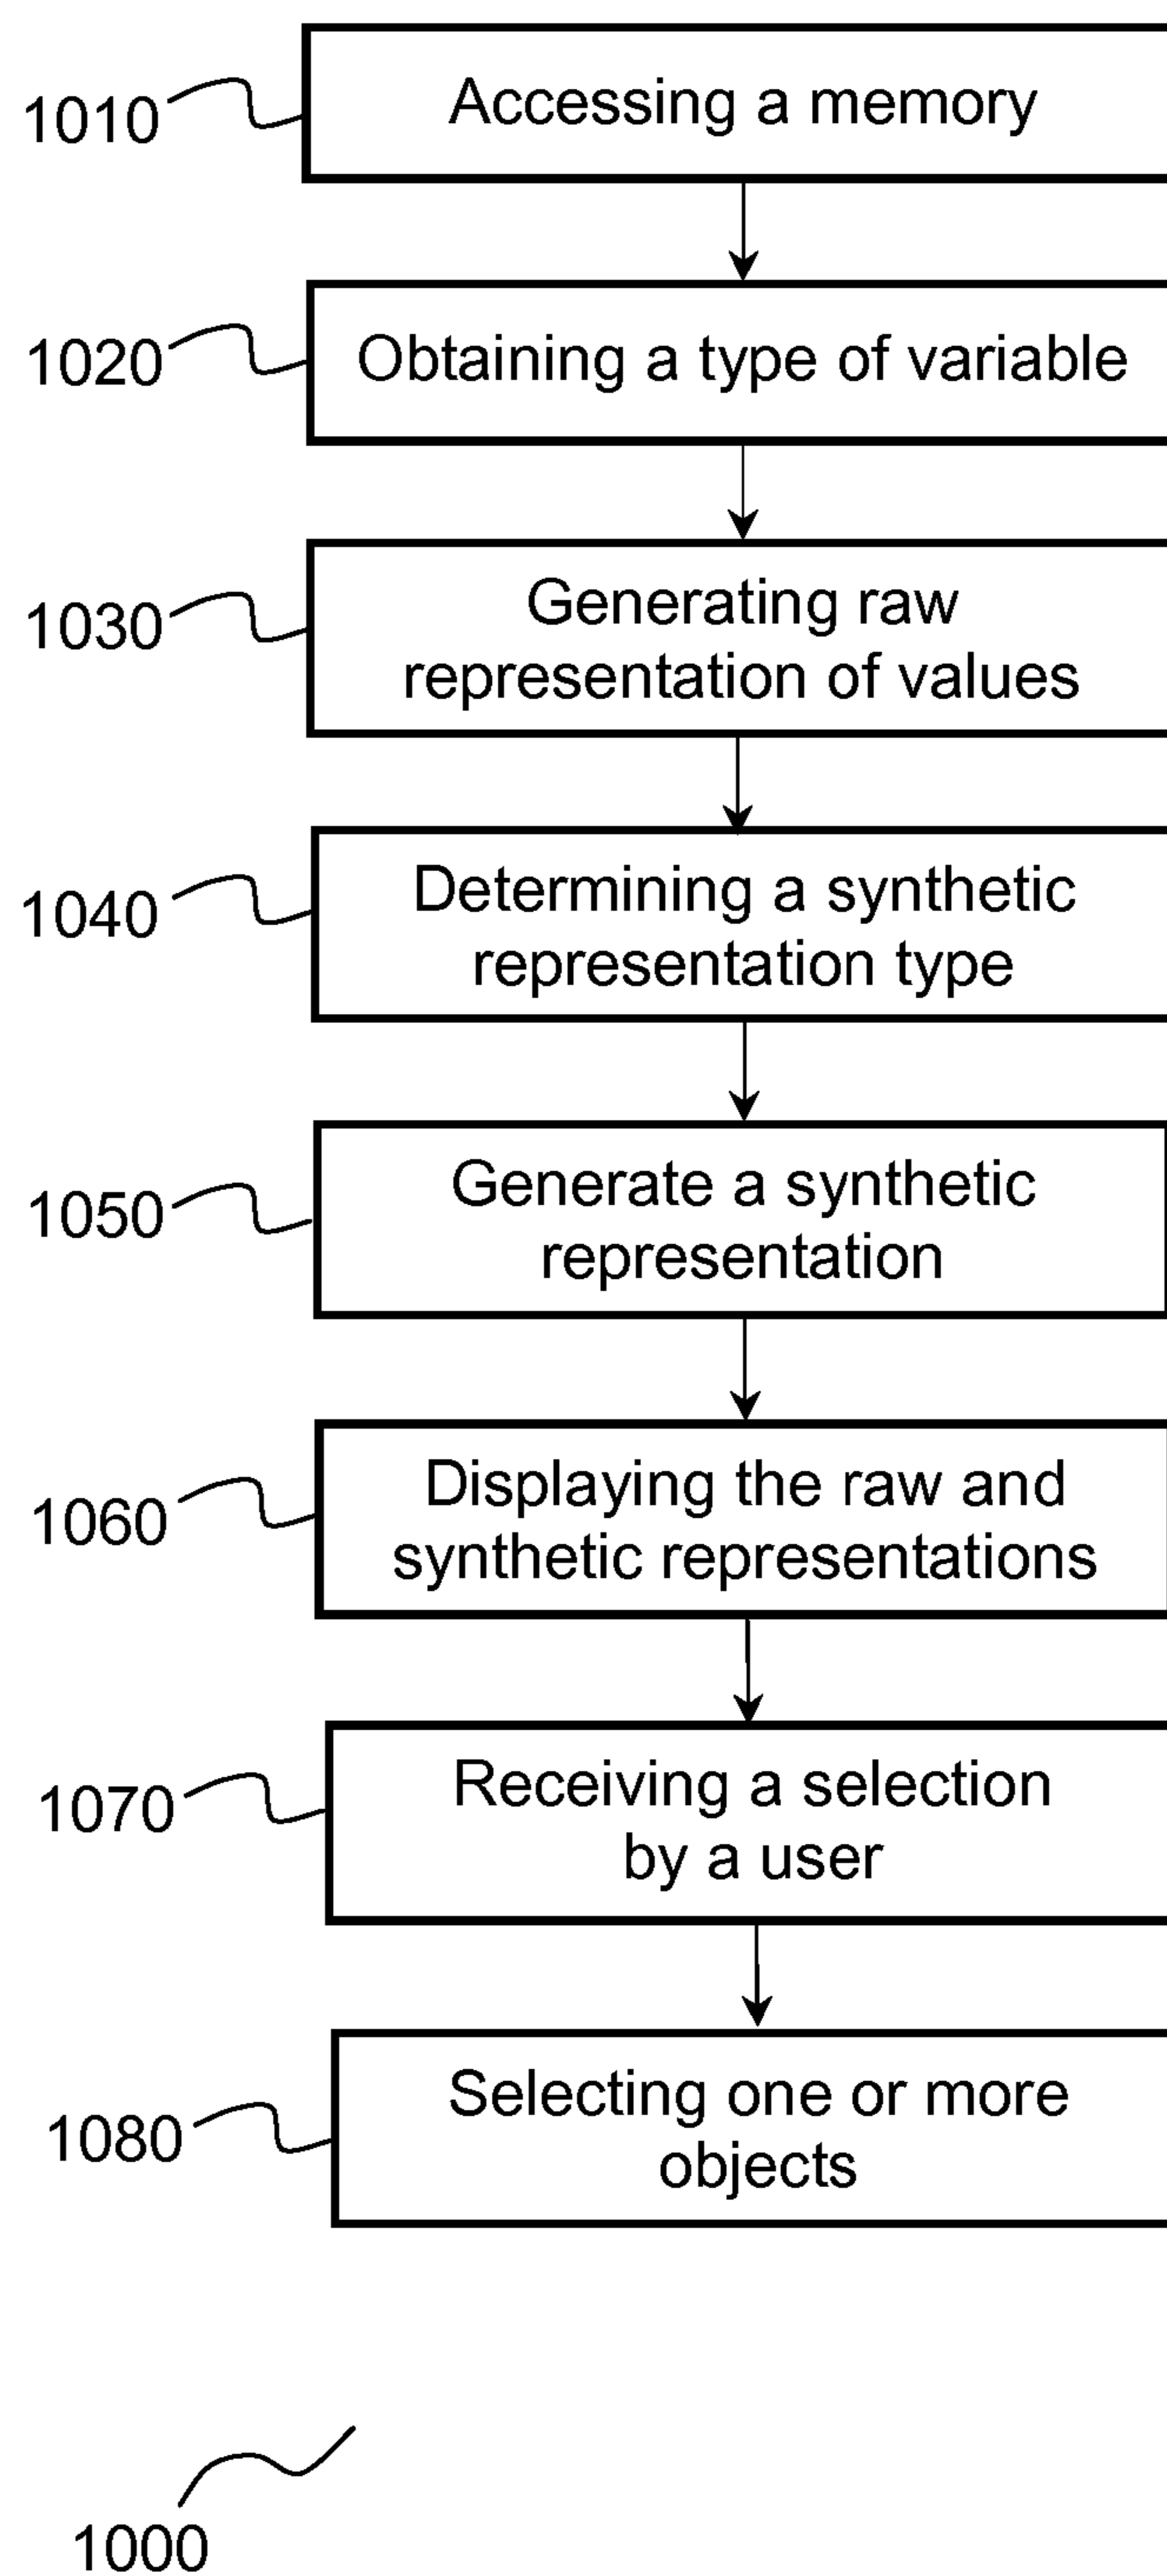 1010
Accessing a memory
1020
Obtaining a type of variable
1030
Generating raw
representation of values
1040
Determining a synthetic
representation type
1050
Generate a synthetic
representation
1060
Displaying the raw and
synthetic representations
1070
Receiving a selection
by a user
1080
Selecting one or more
objects
1000